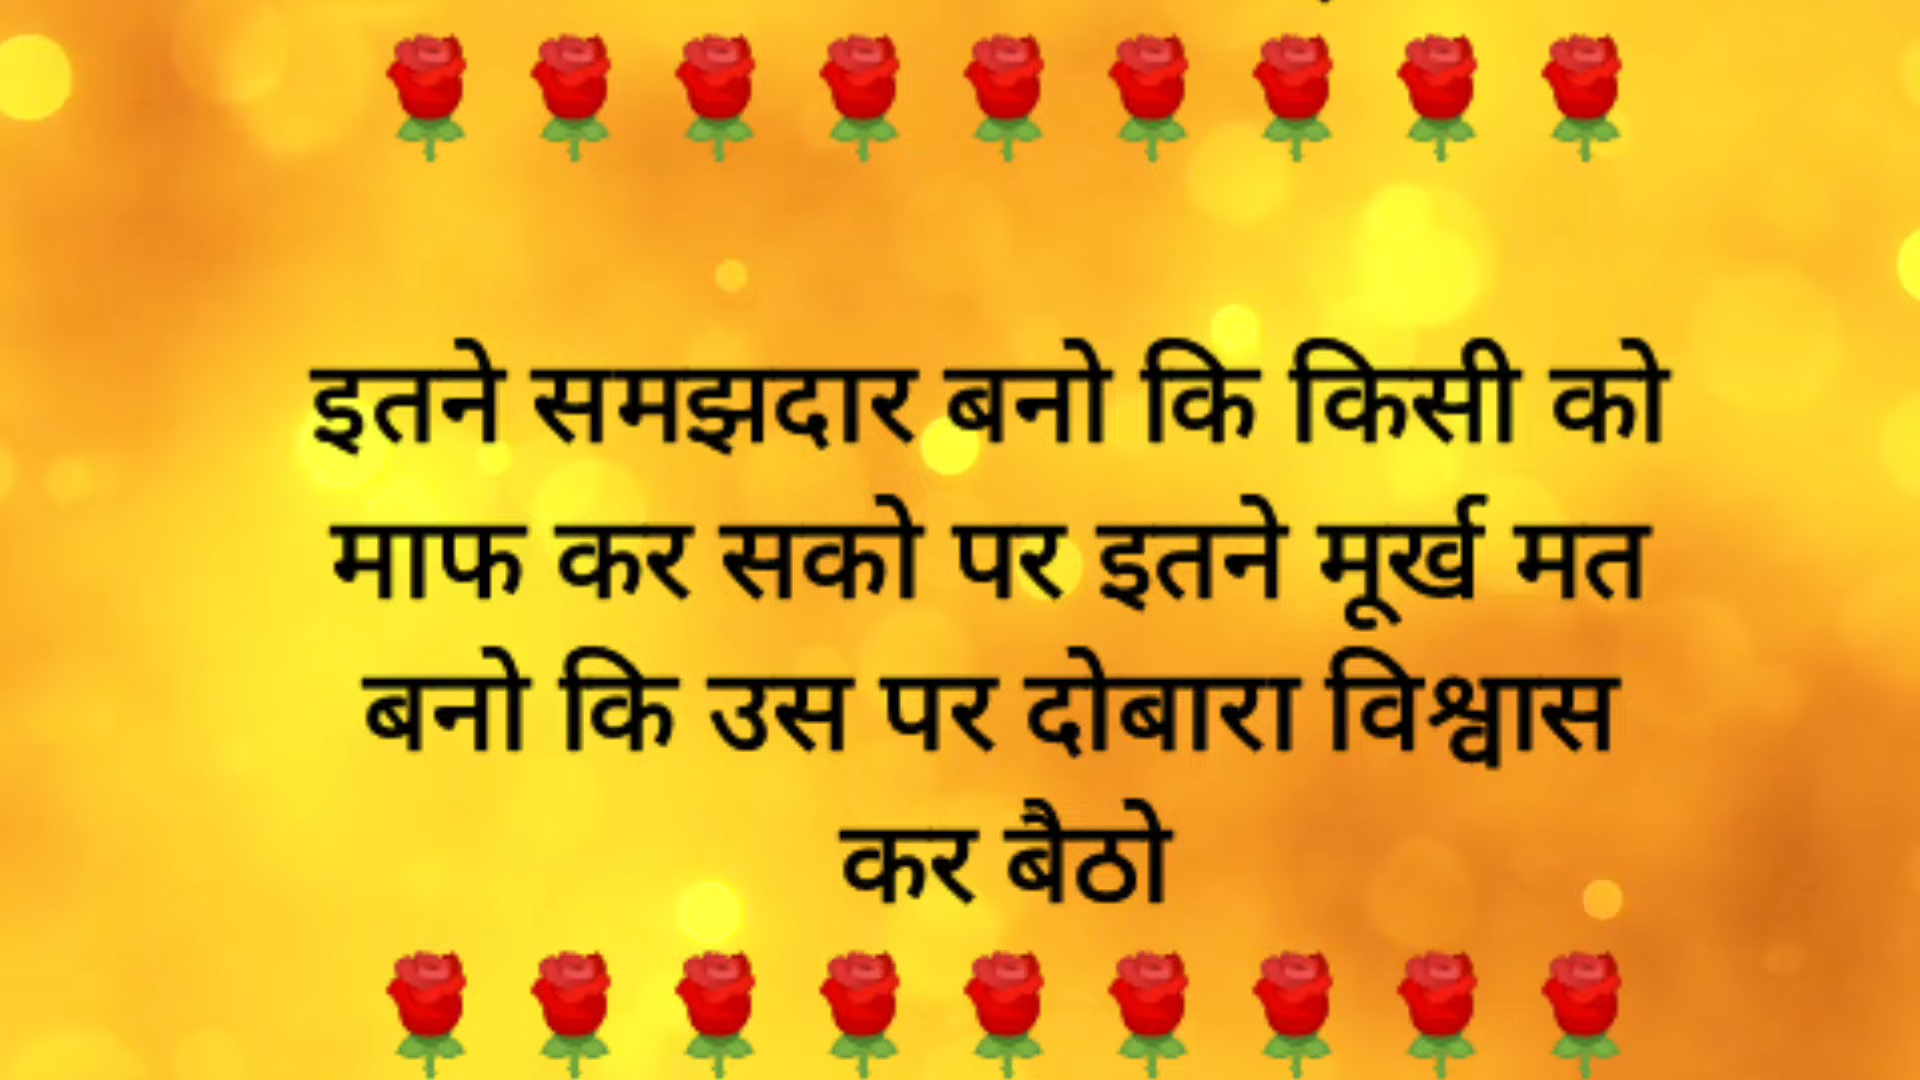 🌹🌹🌹🌹🌹🌹🌹🌹🌹
इतने समझदार बनो कि किसी को
माफ कर सको पर इतने मूर्ख मत
बनो कि उस पर दोबारा विश्वास
कर बैठो
🌹🌹🌹🌹🌹🌹🌹🌹🌹